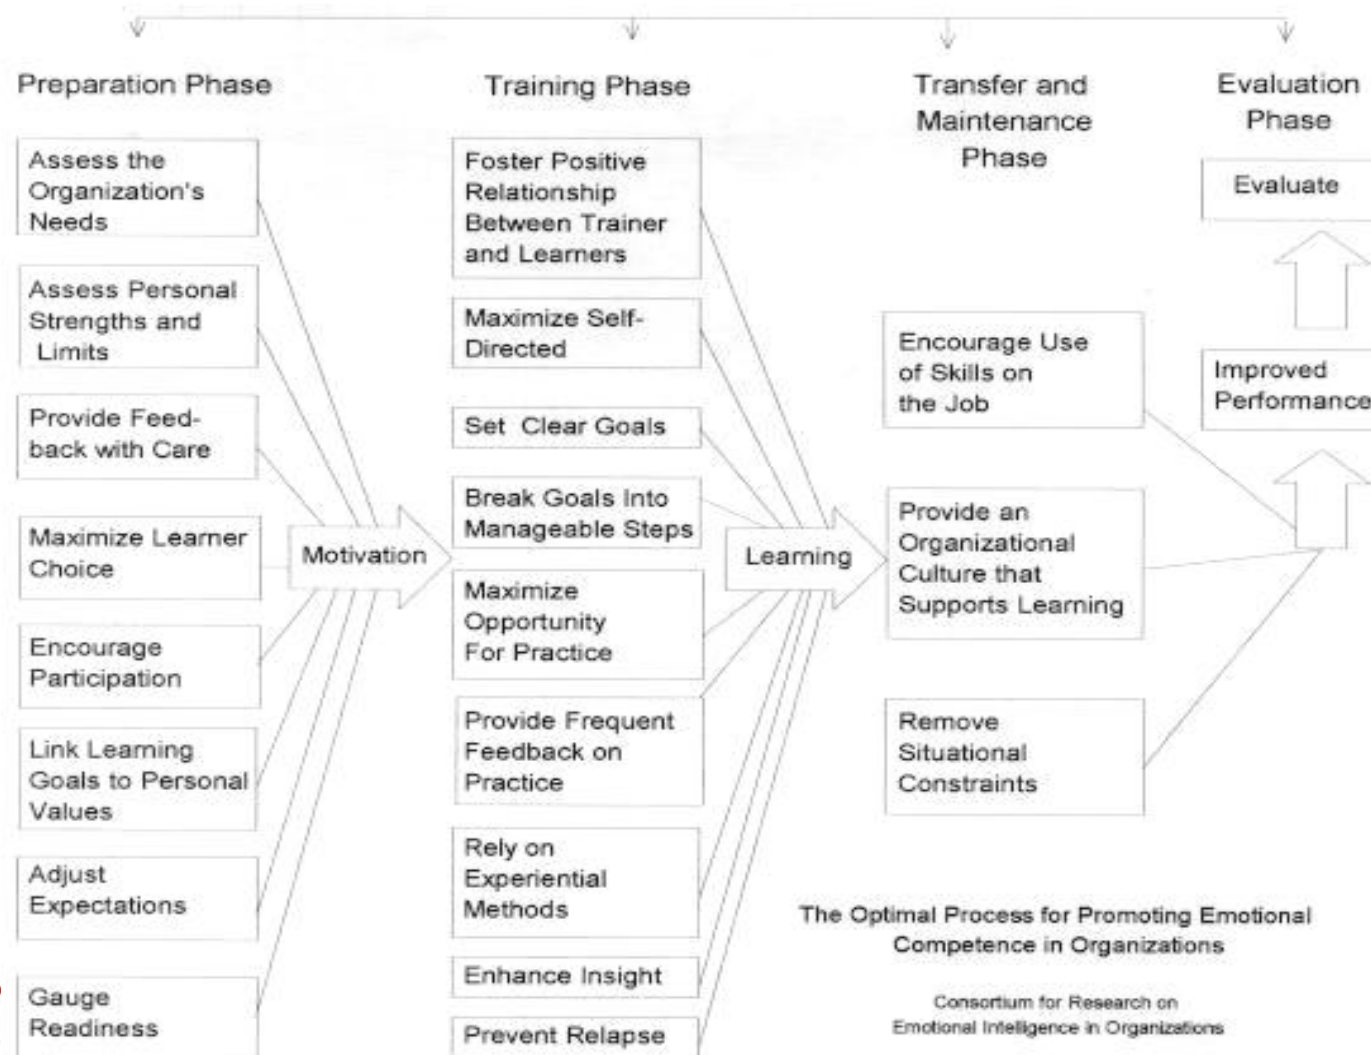 Preparation Phase
Assess the
Organization's
Needs
Assess Personal
Strengths and
Limits
Provide Feed-
back with Care
Maximize Learner
Choice
Encourage
Participation
Link Learning
Goals to Personal
Values
Adjust
Expectations
Gauge
Readiness
Motivation
Training Phase
Foster Positive
Relationship
Between Trainer
and Learners
Maximize Self-
Directed
Set Clear Goals
Break Goals Into
Manageable Steps
Maximize
Opportunity
For Practice
Provide Frequent
Feedback on
Practice
Rely on
Experiential
Methods
Enhance Insight
Prevent Relapse
Learning
Transfer and
Maintenance
Phase
Encourage Use
of Skills on
the Job
Provide an
Organizational
Culture that
Supports Learning
Remove
Situational
Constraints
Evaluation
Phase
Evaluate
Improved
Performance
The Optimal Process for Promoting Emotional
Competence in Organizations
Consortium for Research on
Emotional Intelligence in Organizations